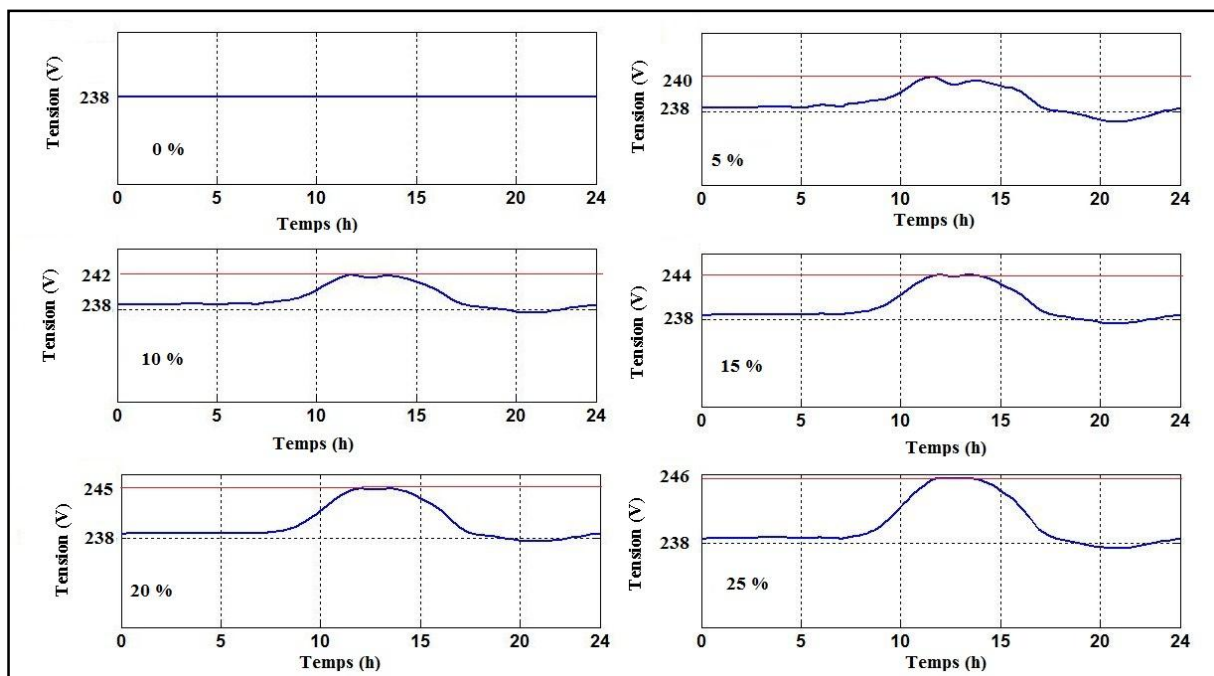 Tension (V)
238
0 %
0 5 10 15 20 24
Temps (h)
Tension (V)
240
238
5 %
0 5 10 15 20 24
Temps (h)
Tension (V)
242
238
10 %
0 5 10 15 20 24
Temps (h)
Tension (V)
244
238
15 %
0 5 10 15 20 24
Temps (h)
Tension (V)
245
238
20 %
0 5 10 15 20 24
Temps (h)
Tension (V)
246
238
25 %
0 5 10 15 20 24
Temps (h)